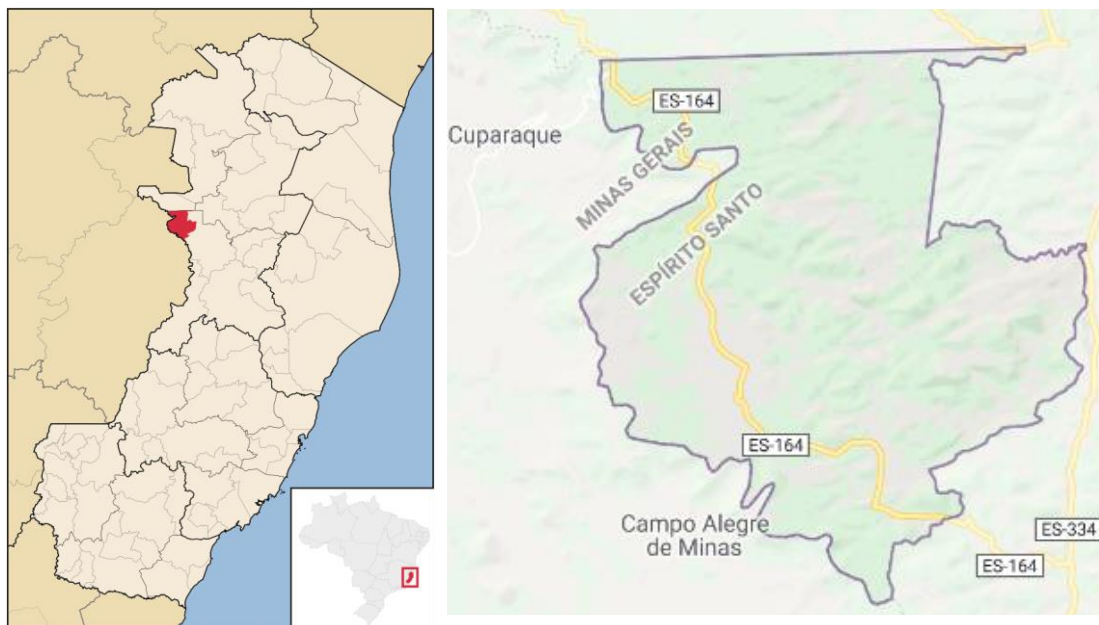 ES-164
Cuparaque
MINAS GERAIS
ESPÍRITO SANTO
ES-164
Campo Alegre
de Minas
ES-334
ES-164